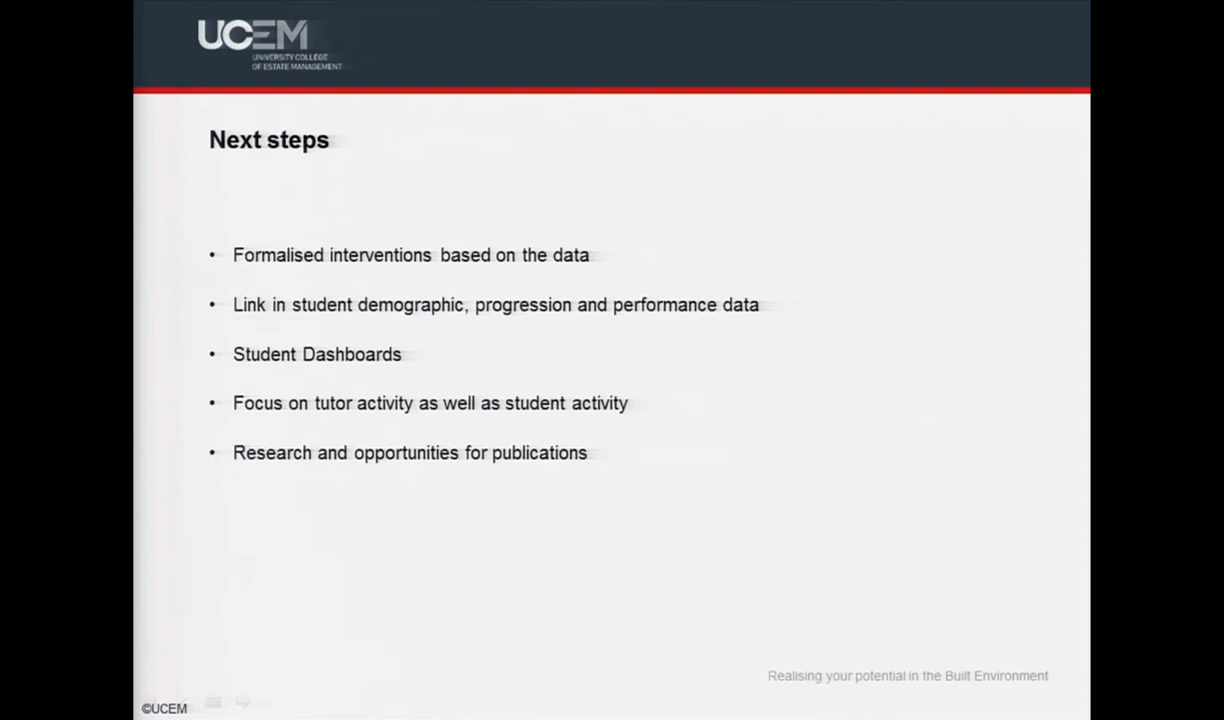 UCEM
UNIVERSITY COLLEGE
OF ESTATE MANAGEMENT
Next steps
• Formalised interventions based on the data
• Link in student demographic, progression and performance data
• Student Dashboards
• Focus on tutor activity as well as student activity
• Research and opportunities for publications
Realising your potential in the Built Environment
©UCEM